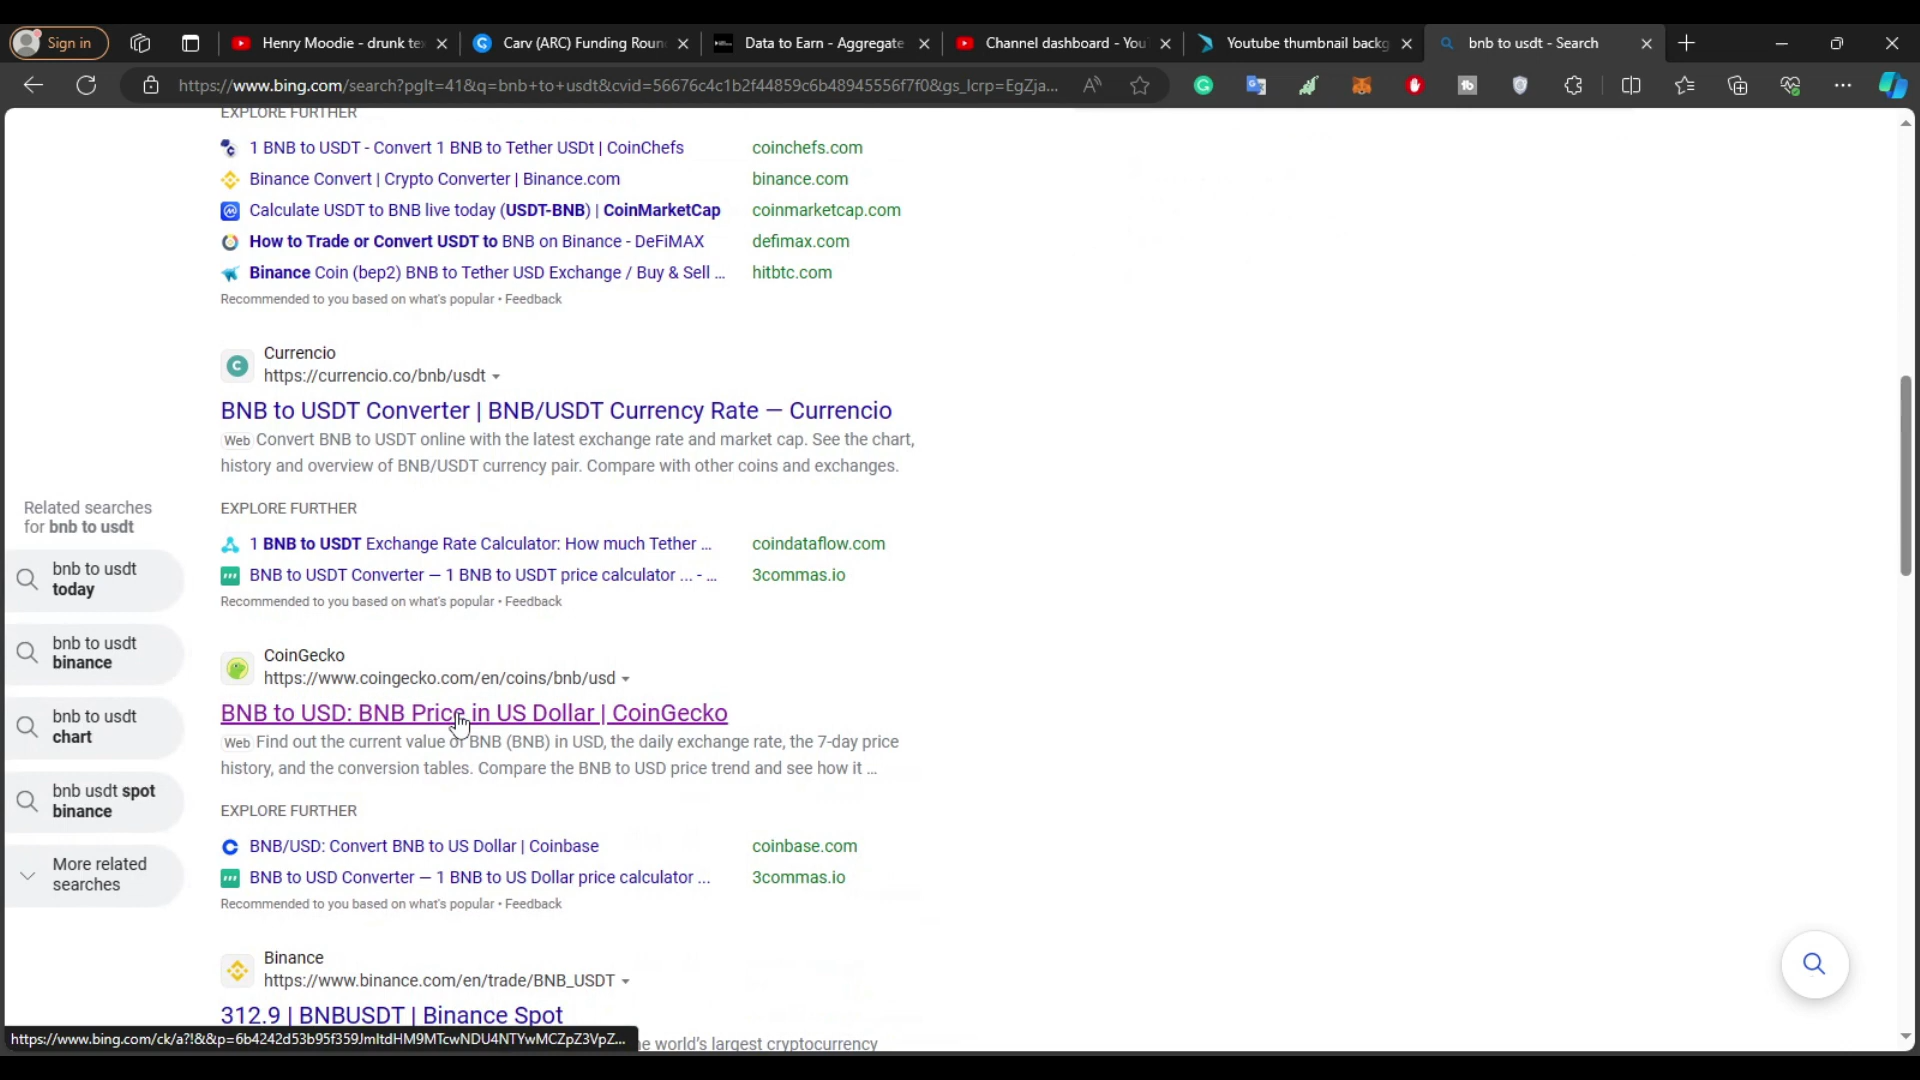 Sign in
Henry Moodie - drunk te
Carv (ARC) Funding Roun
Data to Earn - Aggregate
Channel dashboard - You
Youtube thumbnail backg
bnb to usdt - Search
https://www.bing.com/search?pglt=41&q=bnb+to+usdt&cvid=56676c4c1b2f44859c6b48945556f7f0&gs_lcrp=EgZja...
EXPLORE FURTHER
1 BNB to USDT - Convert 1 BNB to Tether USDt | CoinChefs coinchefs.com
Binance Convert | Crypto Converter | Binance.com binance.com
Calculate USDT to BNB live today (USDT-BNB) | CoinMarketCap coinmarketcap.com
How to Trade or Convert USDT to BNB on Binance - DeFiMAX defimax.com
Binance Coin (bep2) BNB to Tether USD Exchange / Buy & Sell ... hitbtc.com
Recommended to you based on what's popular • Feedback
Currencio
https://currencio.co/bnb/usdt
BNB to USDT Converter | BNB/USDT Currency Rate — Currencio
Web Convert BNB to USDT online with the latest exchange rate and market cap. See the chart,
history and overview of BNB/USDT currency pair. Compare with other coins and exchanges.
EXPLORE FURTHER
1 BNB to USDT Exchange Rate Calculator: How much Tether ... coindataflow.com
BNB to USDT Converter — 1 BNB to USDT price calculator ... - ... 3commas.io
Recommended to you based on what's popular • Feedback
Related searches
for bnb to usdt
bnb to usdt
today
bnb to usdt
binance
bnb to usdt
chart
bnb usdt spot
binance
More related
searches
CoinGecko
https://www.coingecko.com/en/coins/bnb/usd
BNB to USD: BNB Price in US Dollar | CoinGecko
Web Find out the current value of BNB (BNB) in USD, the daily exchange rate, the 7-day price
history, and the conversion tables. Compare the BNB to USD price trend and see how it ...
EXPLORE FURTHER
BNB/USD: Convert BNB to US Dollar | Coinbase coinbase.com
BNB to USD Converter — 1 BNB to US Dollar price calculator ... 3commas.io
Recommended to you based on what's popular • Feedback
Binance
https://www.binance.com/en/trade/BNB_USDT
312.9 | BNBUSDT | Binance Spot
https://www.bing.com/ck/a?!&&p=6b4242d53b95f359JmltdHM9MTcwNDU4NTYwMCZpZ3VpZ...
e world's largest cryptocurrency